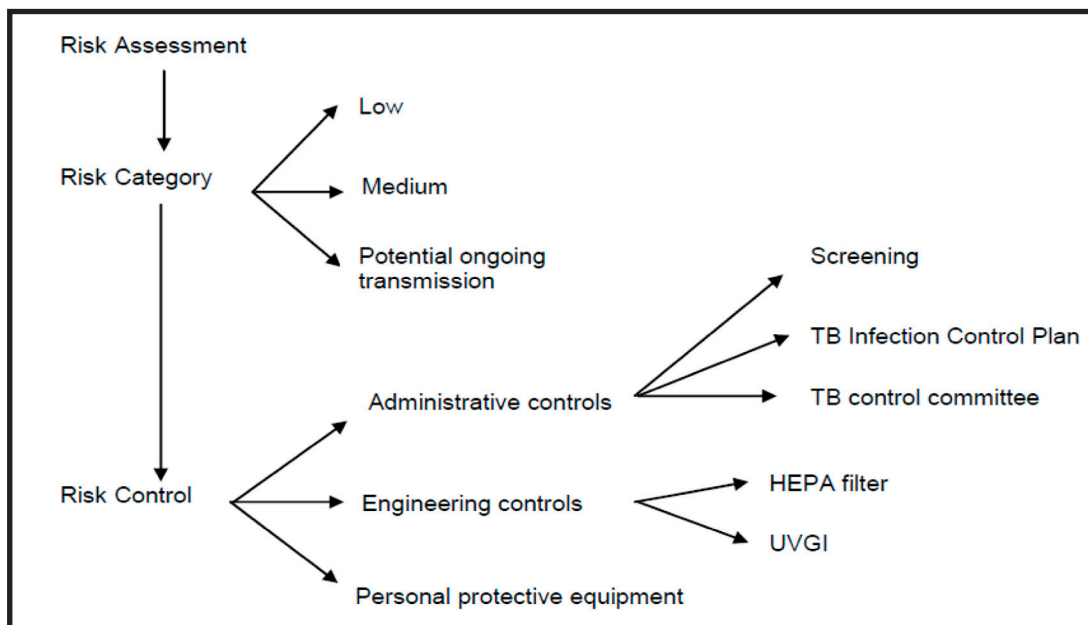 Risk Assessment
Low
Risk Category
Medium
Potential ongoing
transmission
Screening
TB Infection Control Plan
Administrative controls
TB control committee
Risk Control
Engineering controls
HEPA filter
UVGI
Personal protective equipment